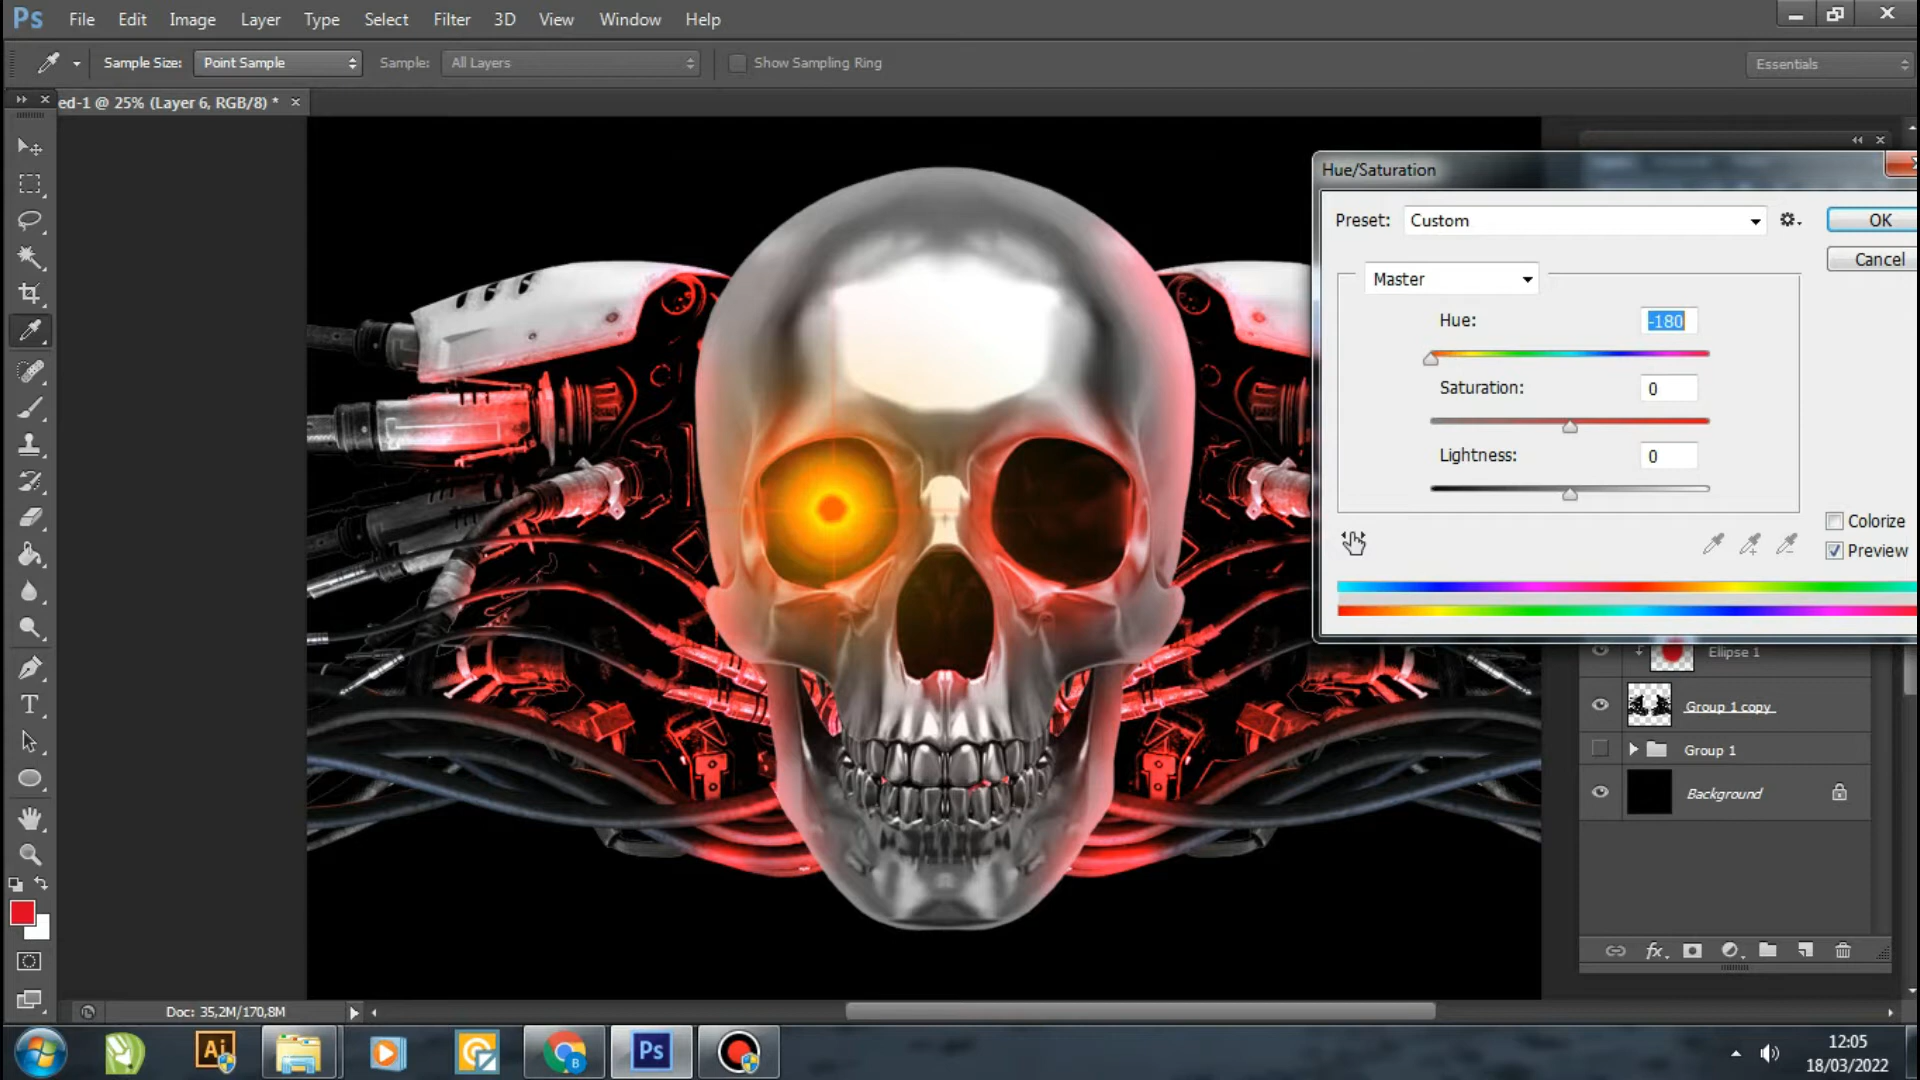 Ps File Edit Image Layer Type Select Filter 3D View Window Help
Sample Size: Point Sample Sample: All Layers Show Sampling Ring Essentials
ed-1 @ 25% (Layer 6, RGB/8) *
Hue/Saturation
Preset: Custom OK
Cancel
Master
Hue: -180
Saturation: 0
Lightness: 0
Colorize
Preview
Ellipse 1
Group 1 copy
Group 1
Background
T
fx
Doc: 35,2M/170,8M
Ai
B
Ps
12:05
18/03/2022